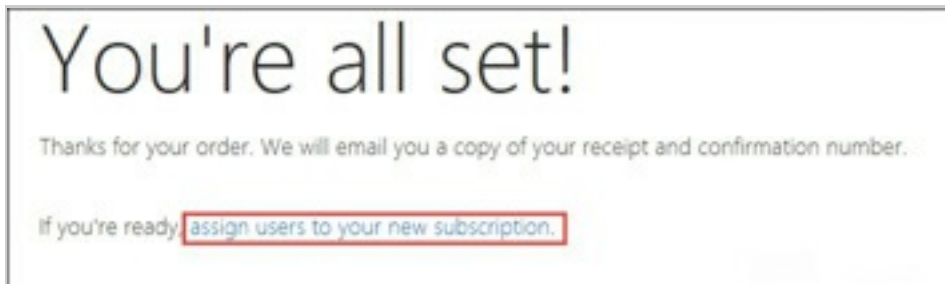 You're all set!
Thanks for your order. We will email you a copy of your receipt and confirmation number.
If you're ready, assign users to your new subscription.